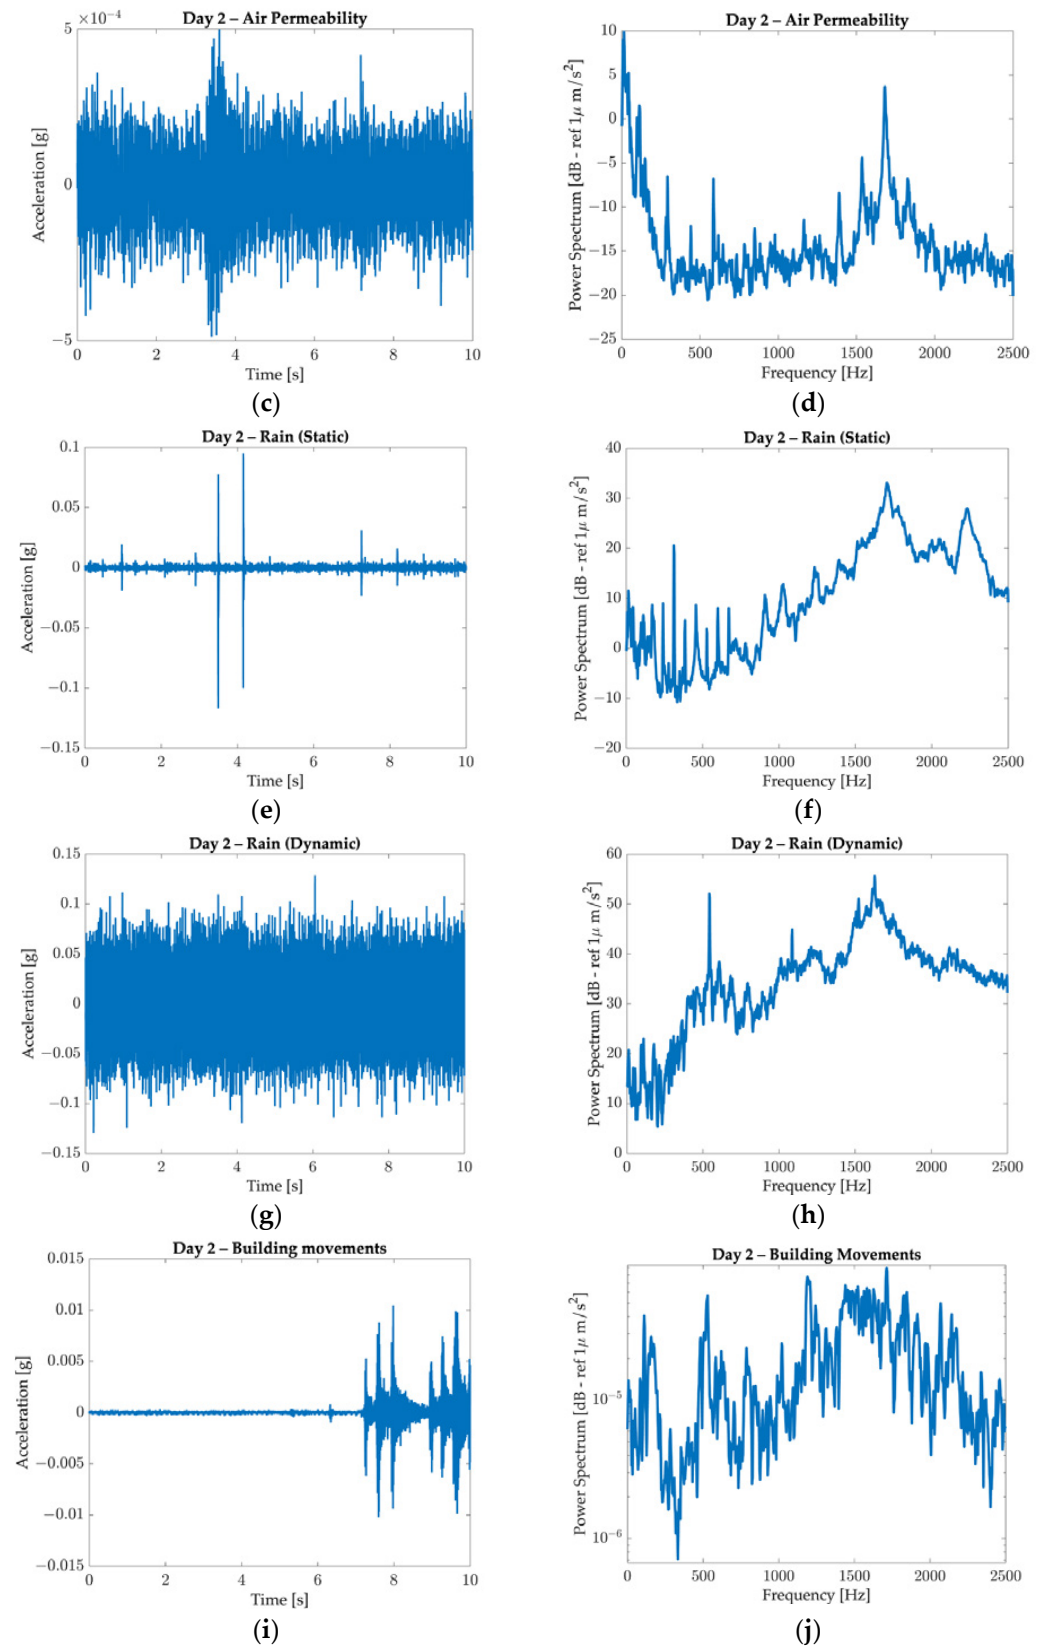 Day 2 – Air Permeability
×10−4
5
0
−5
Acceleration [g]
0 2 4 6 8 10
Time [s]
(c)
Day 2 – Air Permeability
10
5
0
−5
−10
−15
−20
−25
Power Spectrum [dB - ref 1μ m/s2]
0 500 1000 1500 2000 2500
Frequency [Hz]
(d)
Day 2 – Rain (Static)
0.1
0.05
0
−0.05
−0.1
−0.15
Acceleration [g]
0 2 4 6 8 10
Time [s]
(e)
Day 2 – Rain (Static)
40
30
20
10
0
−10
−20
Power Spectrum [dB - ref 1μ m/s2]
0 500 1000 1500 2000 2500
Frequency [Hz]
(f)
Day 2 – Rain (Dynamic)
0.15
0.1
0.05
0
−0.05
−0.1
−0.15
Acceleration [g]
0 2 4 6 8 10
Time [s]
(g)
Day 2 – Rain (Dynamic)
60
50
40
30
20
10
0
Power Spectrum [dB - ref 1μ m/s2]
0 500 1000 1500 2000 2500
Frequency [Hz]
(h)
Day 2 – Building movements
0.015
0.01
0.005
0
−0.005
−0.01
−0.015
Acceleration [g]
0 2 4 6 8 10
Time [s]
(i)
Day 2 – Building Movements
10−5
10−6
Power Spectrum [dB - ref 1μ m/s2]
0 500 1000 1500 2000 2500
Frequency [Hz]
(j)